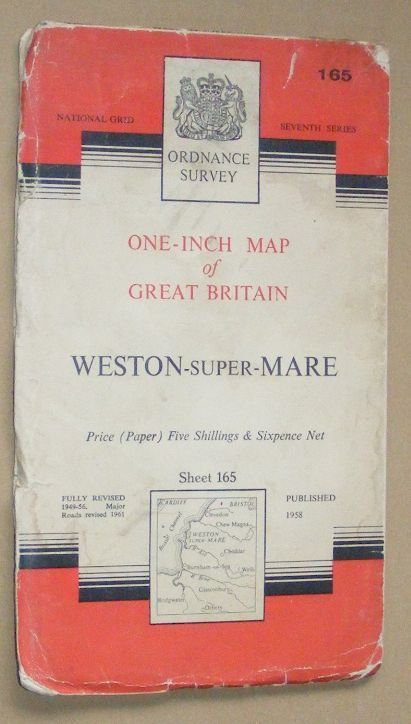 165
NATIONAL GRID
SEVENTH SERIES
ORDNANCE
SURVEY
ONE-INCH MAP
of
GREAT BRITAIN
WESTON-SUPER-MARE
Price (Paper) Five Shillings & Sixpence Net
Sheet 165
FULLY REVISED
1949-56. Major
Roads revised 1961
PUBLISHED
1958
CARDIFF
BRISTOL
Clevedon
Chew Magna
Bristol Channel
WESTON
SUPER-MARE
Cheddar
Burnham-on-Sea
Wells
Glastonbury
Bridgwater